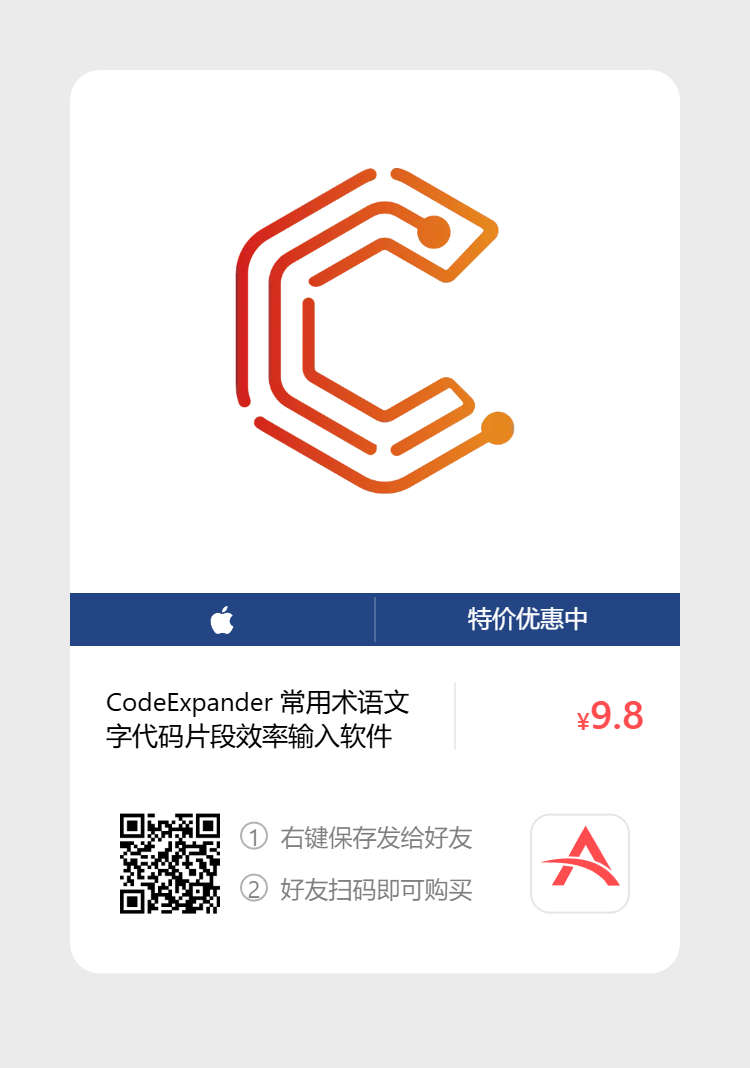 特价优惠中
CodeExpander 常用术语文
字代码片段效率输入软件
¥9.8
① 右键保存发给好友
② 好友扫码即可购买